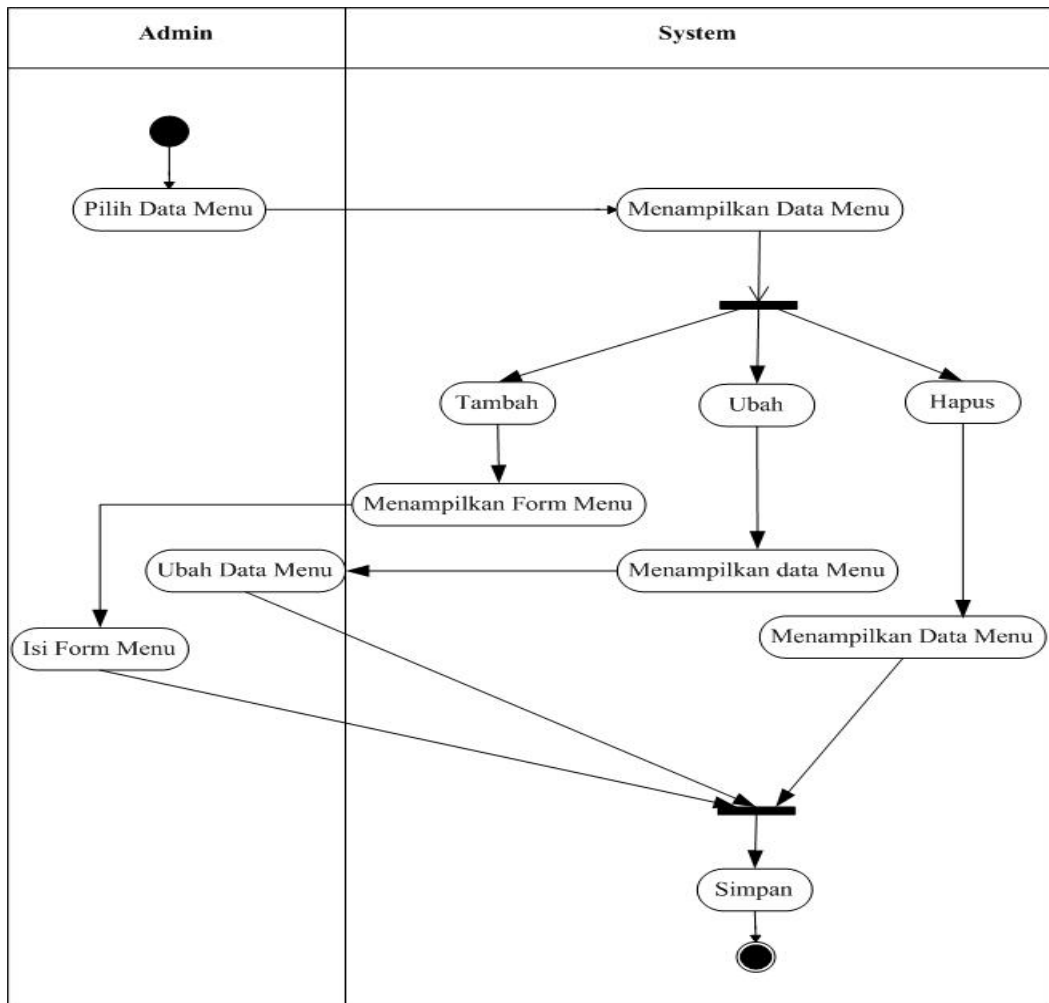 Admin
System
Pilih Data Menu
Menampilkan Data Menu
Tambah
Ubah
Hapus
Menampilkan Form Menu
Ubah Data Menu
Menampilkan data Menu
Isi Form Menu
Menampilkan Data Menu
Simpan